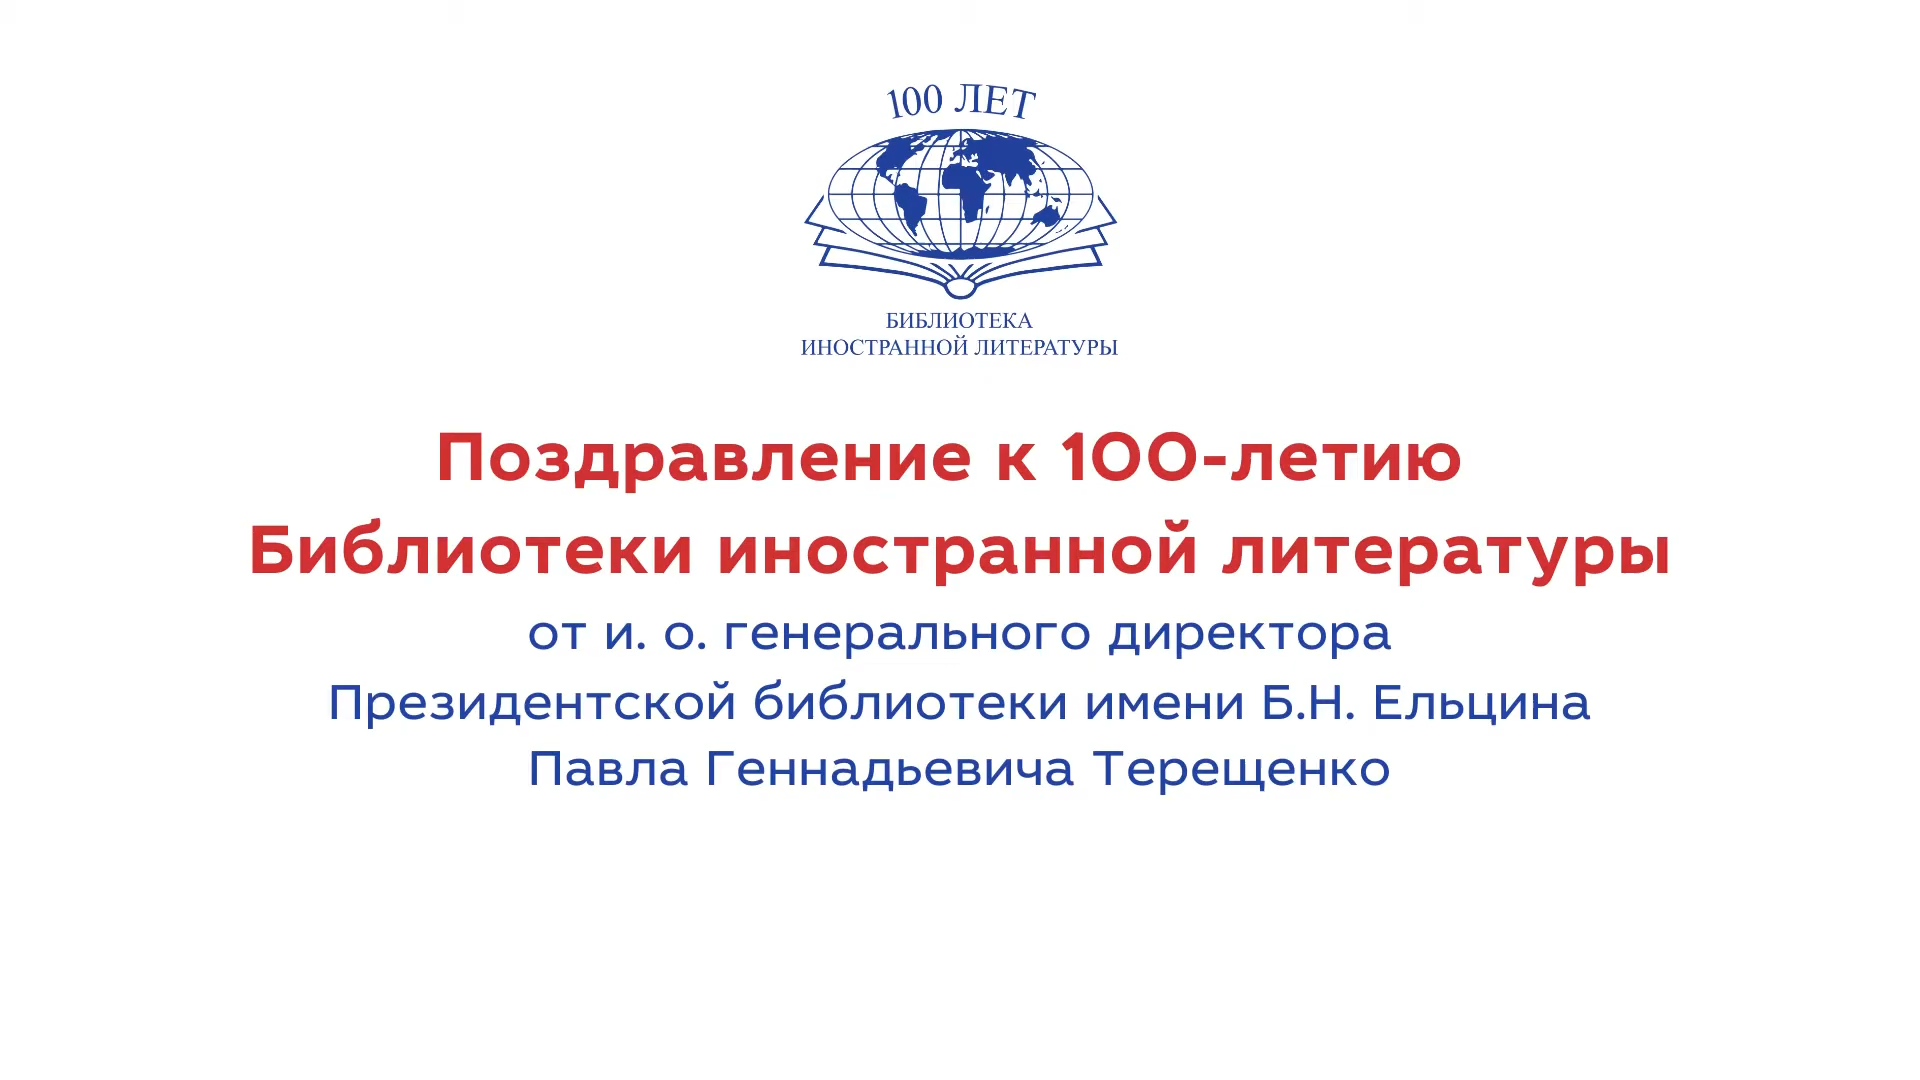 100 ЛЕТ
БИБЛИОТЕКА
ИНОСТРАННОЙ ЛИТЕРАТУРЫ
Поздравление к 100-летию
Библиотеки иностранной литературы
от и. о. генерального директора
Президентской библиотеки имени Б.Н. Ельцина
Павла Геннадьевича Терещенко